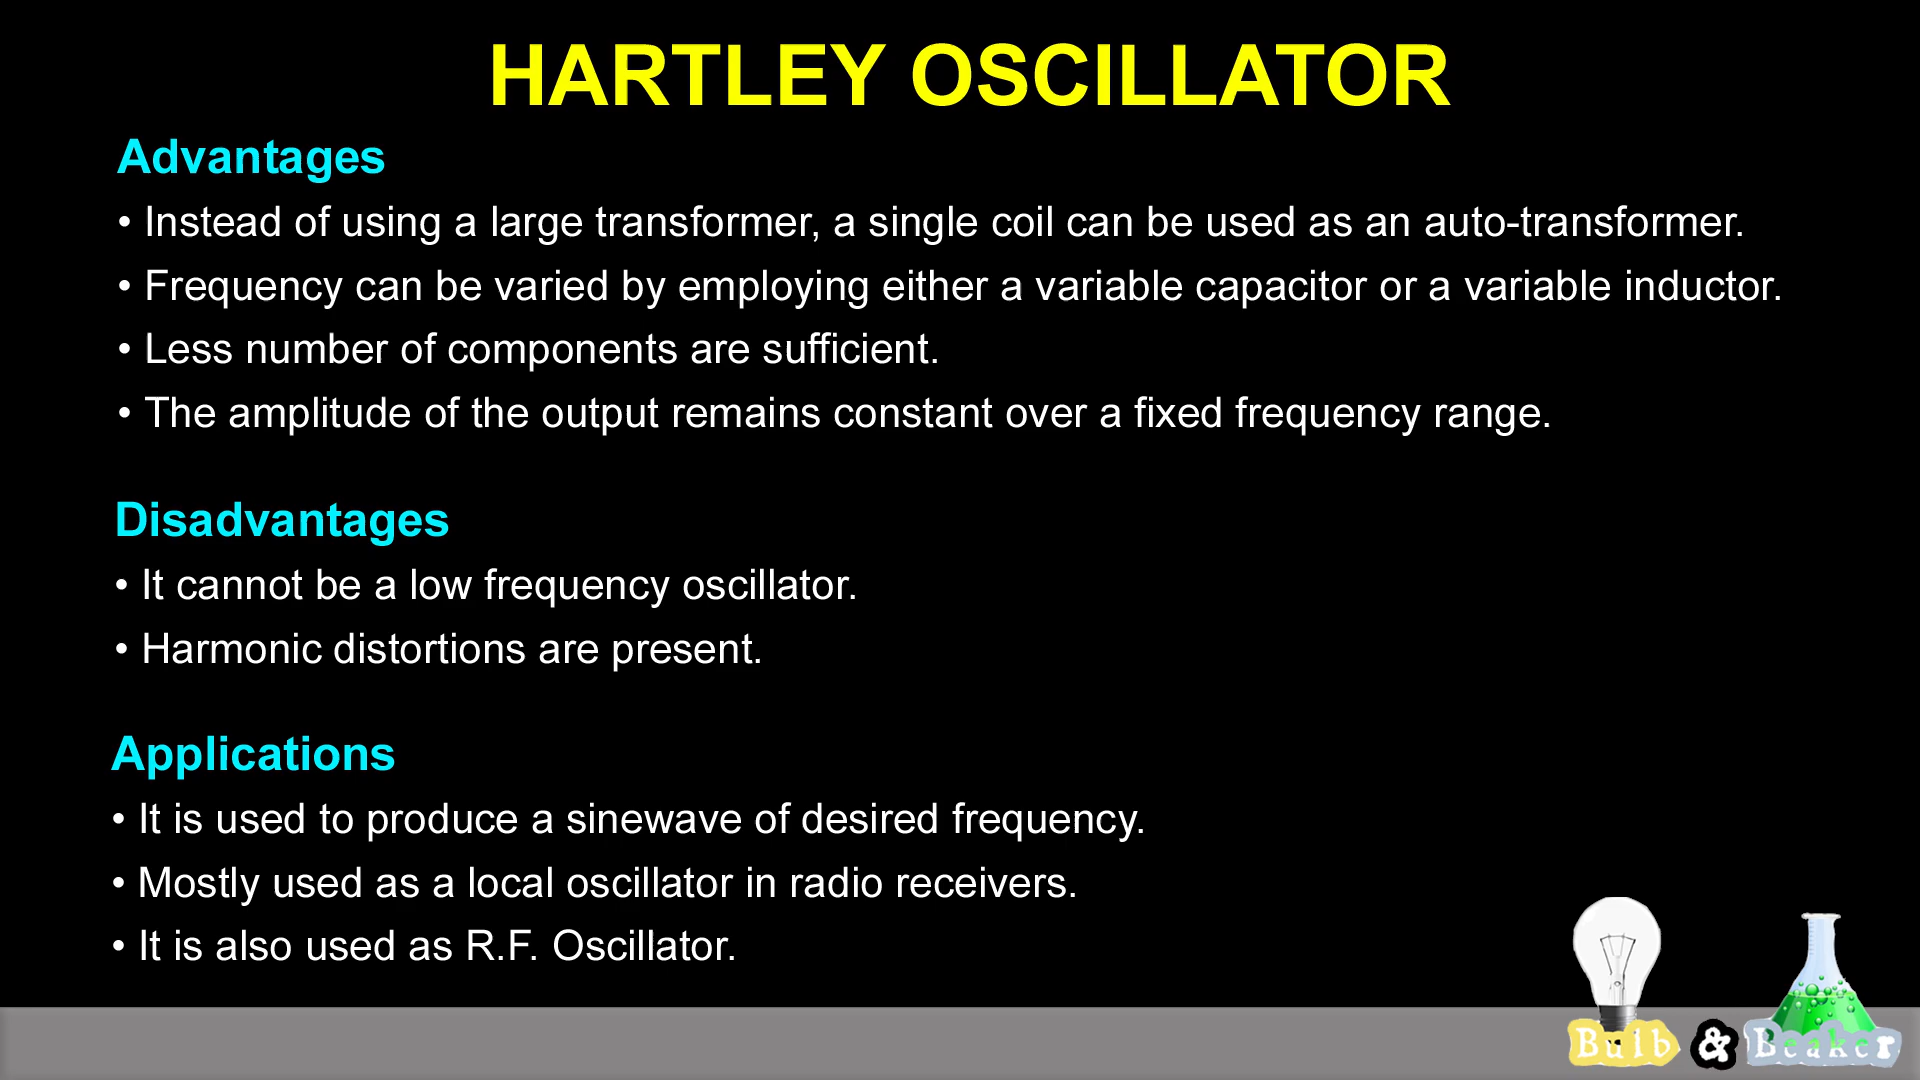 HARTLEY OSCILLATOR
Advantages
• Instead of using a large transformer, a single coil can be used as an auto-transformer.
• Frequency can be varied by employing either a variable capacitor or a variable inductor.
• Less number of components are sufficient.
• The amplitude of the output remains constant over a fixed frequency range.
Disadvantages
• It cannot be a low frequency oscillator.
• Harmonic distortions are present.
Applications
• It is used to produce a sinewave of desired frequency.
• Mostly used as a local oscillator in radio receivers.
• It is also used as R.F. Oscillator.
Bulb & Beaker